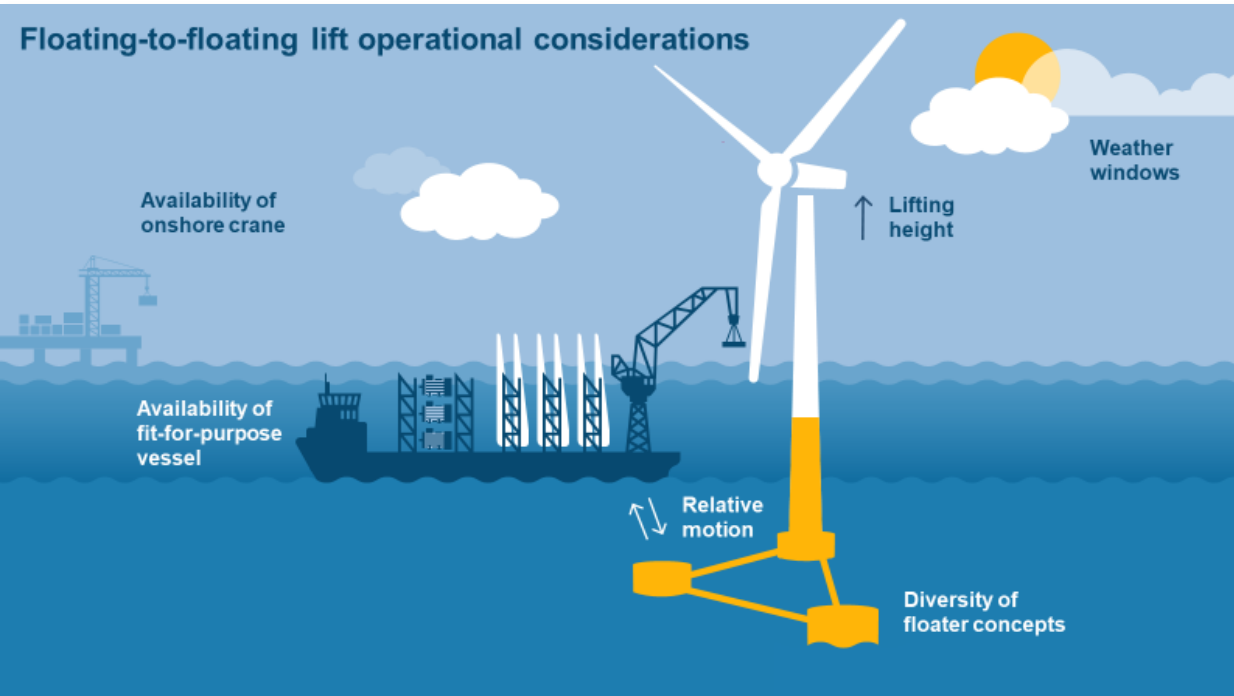 Floating-to-floating lift operational considerations
Weather
windows
Availability of
onshore crane
Lifting
height
Availability of
fit-for-purpose
vessel
Relative
motion
Diversity of
floater concepts